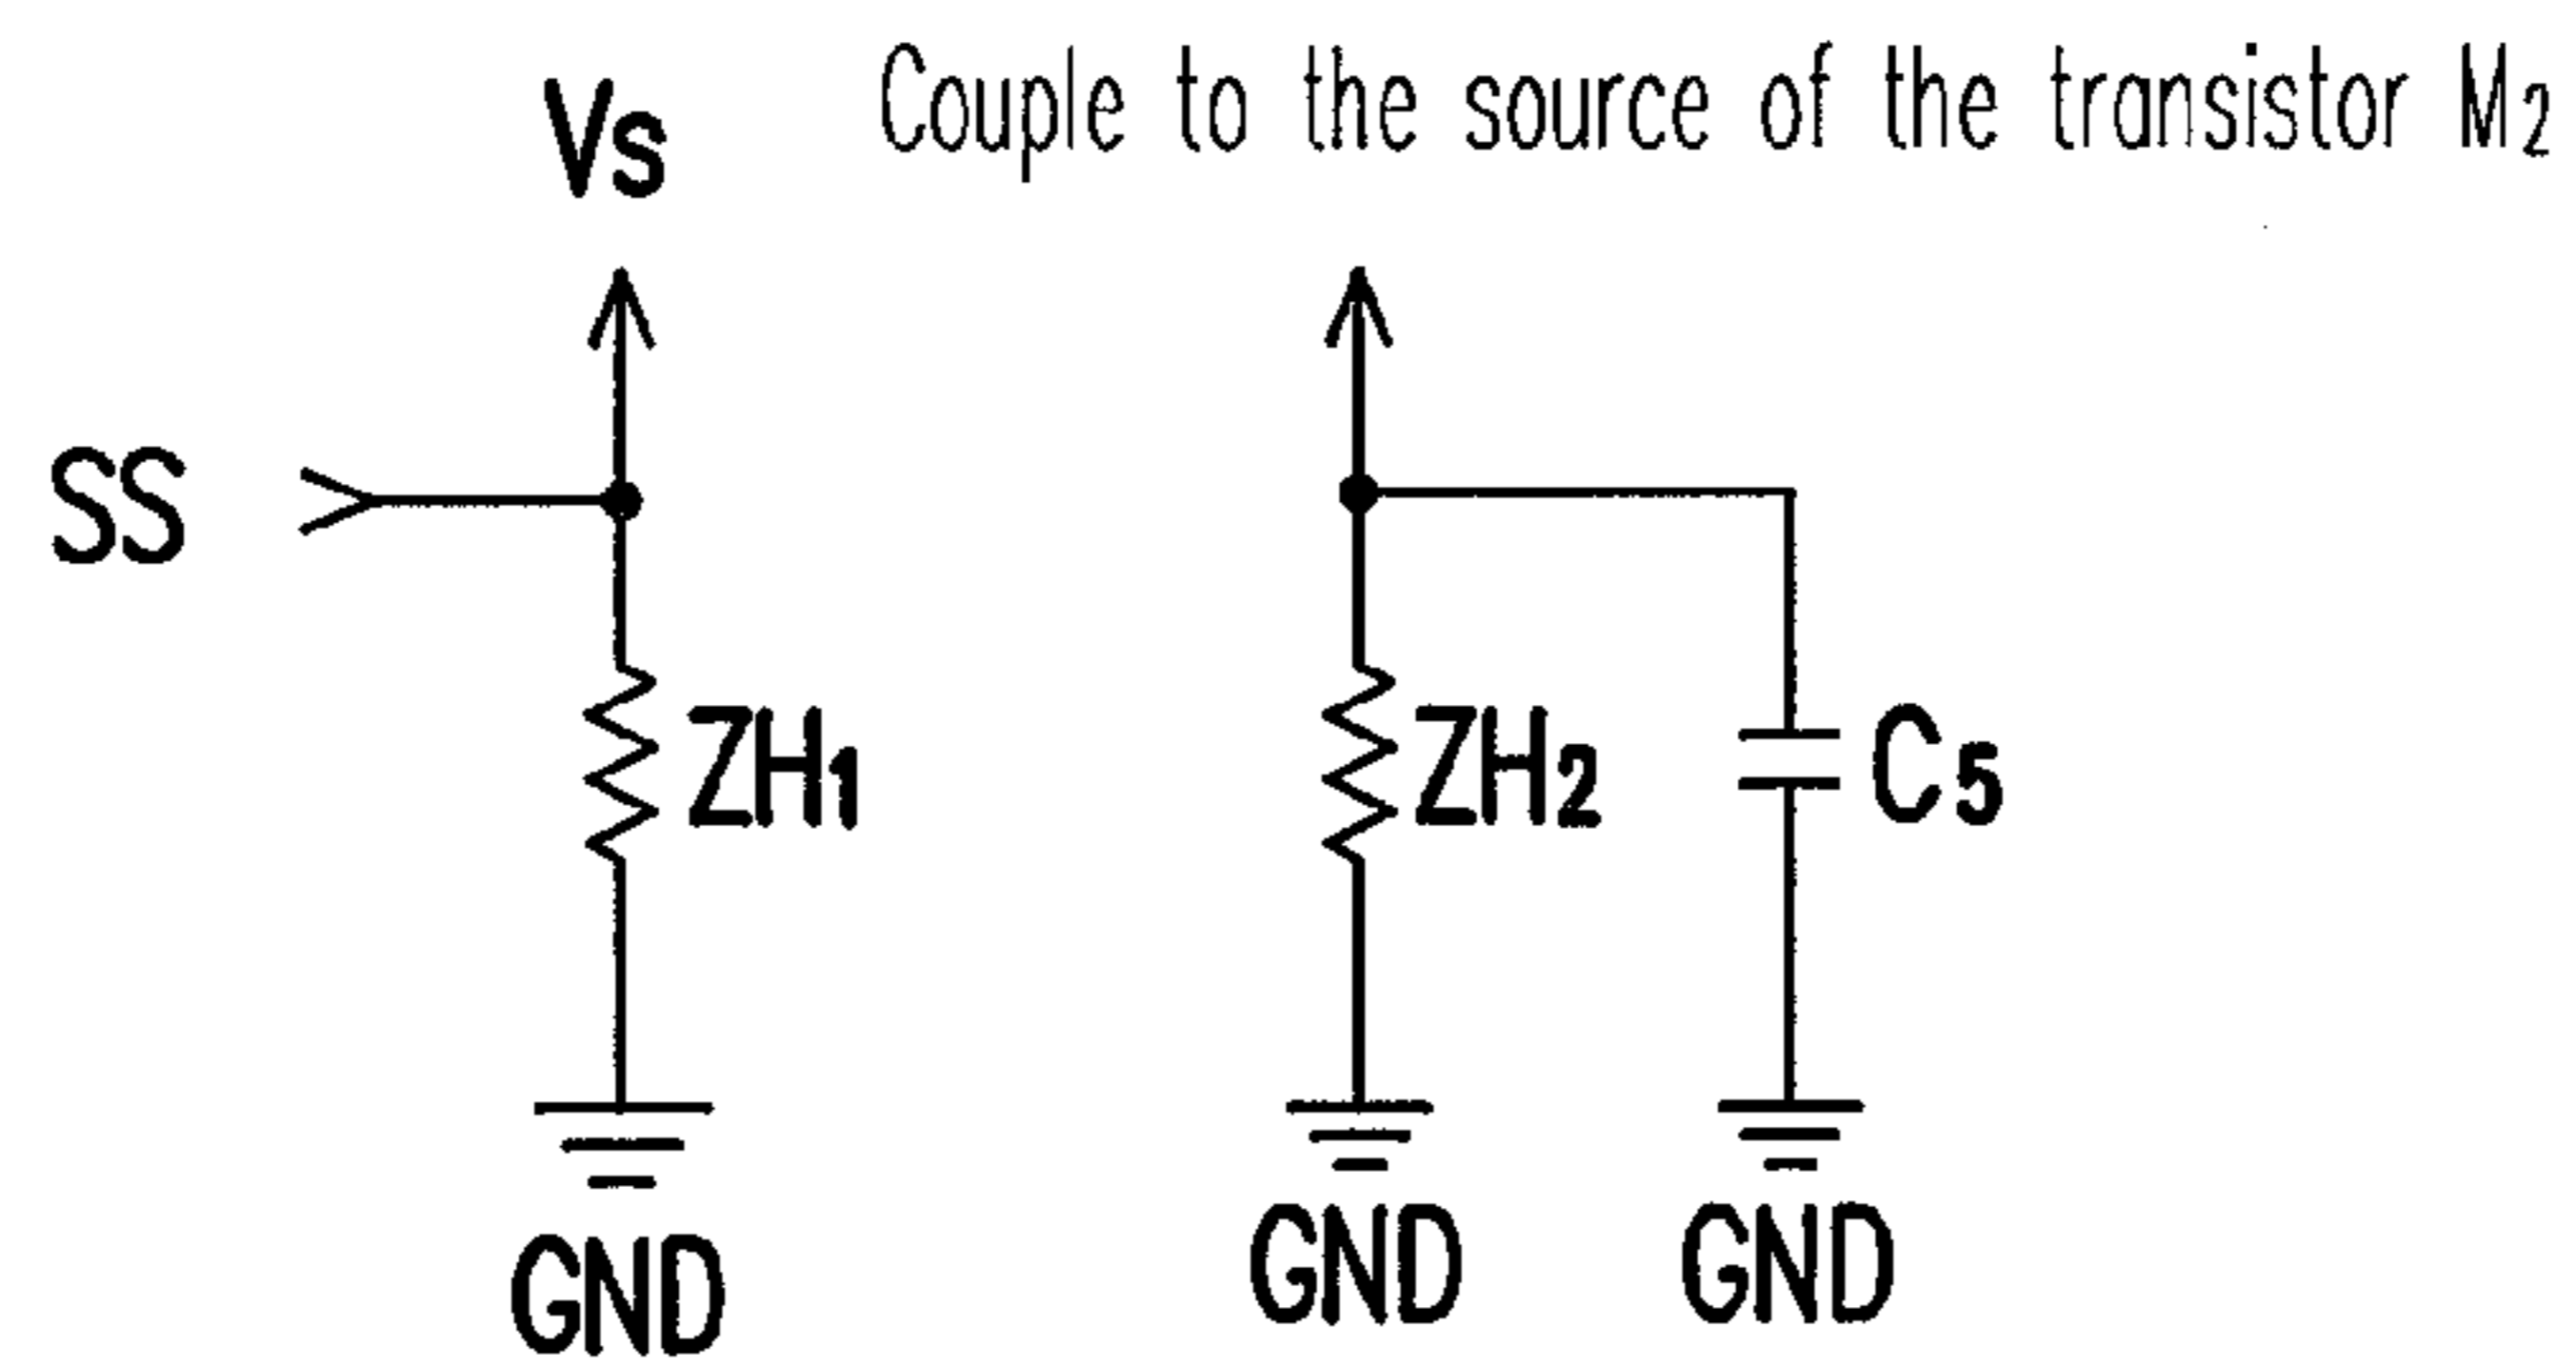 Vs
Couple to the source of the transistor M2
SS
ZH1
ZH2
C5
GND
GND
GND